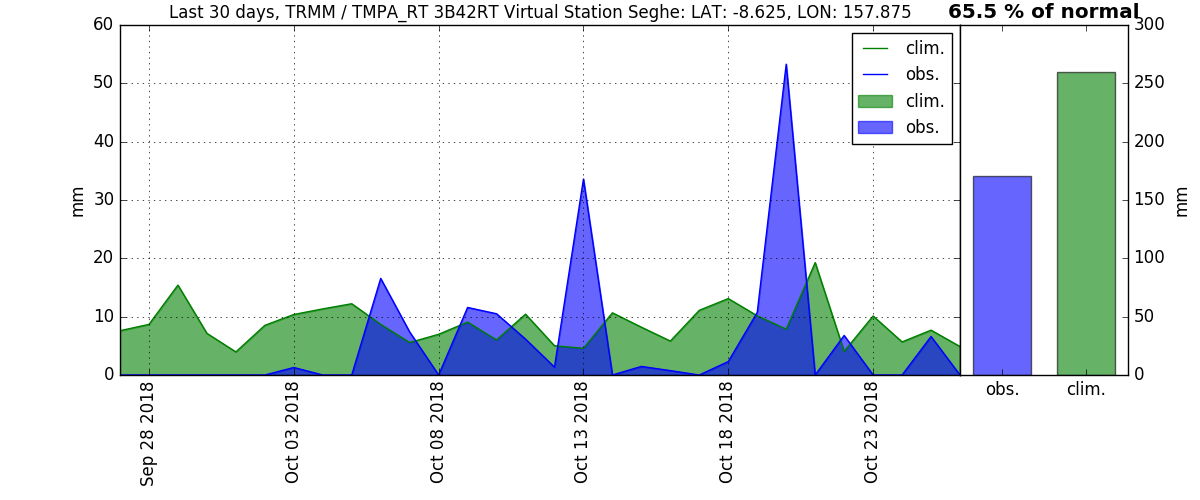 Last 30 days, TRMM / TMPA_RT 3B42RT Virtual Station Seghe: LAT: -8.625, LON: 157.875
65.5 % of normal
mm
60
50
40
30
20
10
0
clim.
obs.
clim.
obs.
Sep 28 2018
Oct 03 2018
Oct 08 2018
Oct 13 2018
Oct 18 2018
Oct 23 2018
300
250
200
150
100
50
0
mm
obs.
clim.